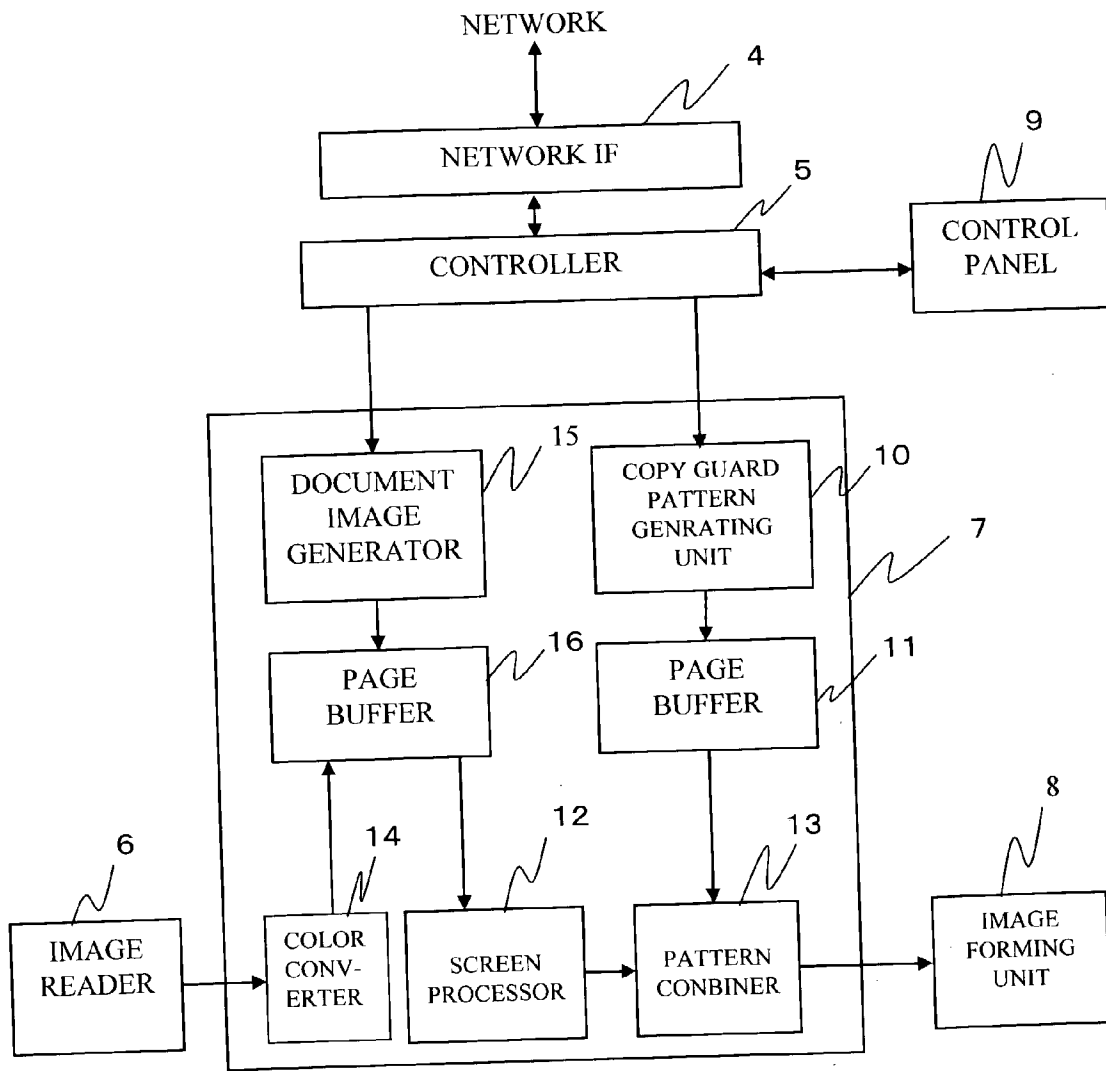 NETWORK
4
NETWORK IF
9
5
CONTROLLER
CONTROL
PANEL
15
DOCUMENT
IMAGE
GENERATOR
10
COPY GUARD
PATTERN
GENRATING
UNIT
7
16
PAGE
BUFFER
11
PAGE
BUFFER
6
14
12
13
8
IMAGE
READER
COLOR
CONV-
ERTER
SCREEN
PROCESSOR
PATTERN
CONBINER
IMAGE
FORMING
UNIT